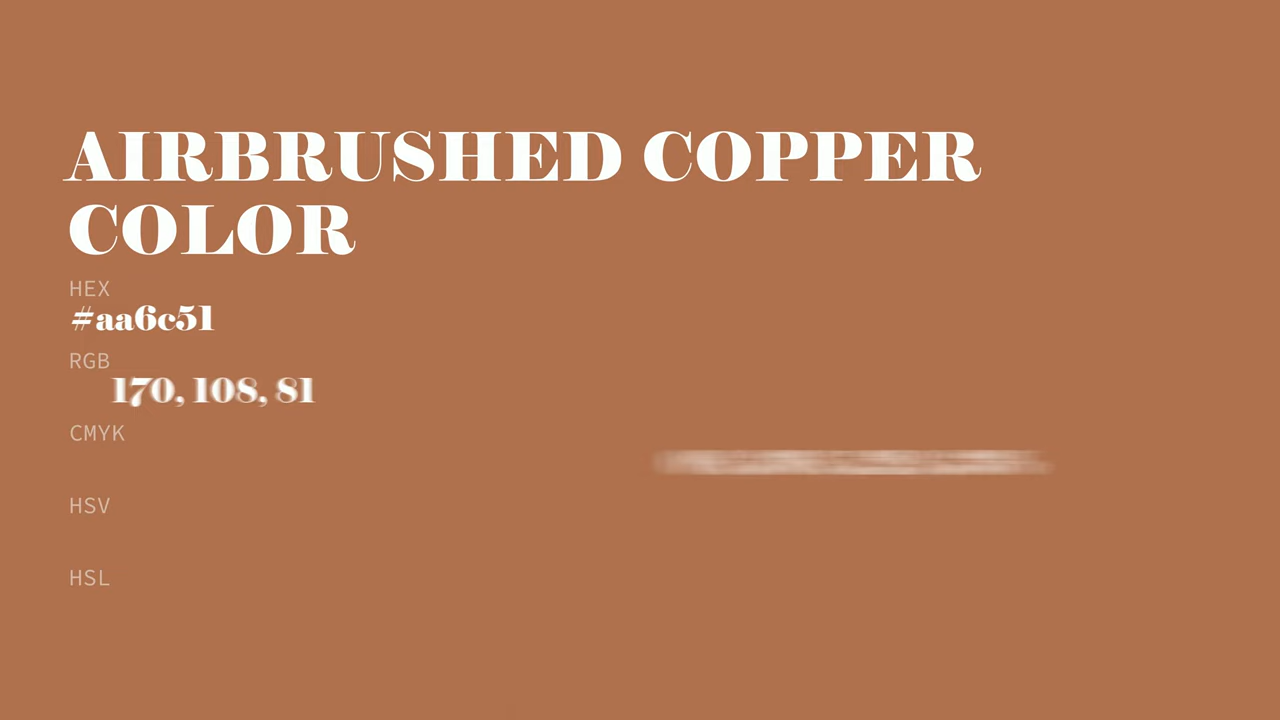 AIRBRUSHED COPPER
COLOR
HEX
#aa6c51
RGB
170, 108, 81
CMYK
HSV
HSL